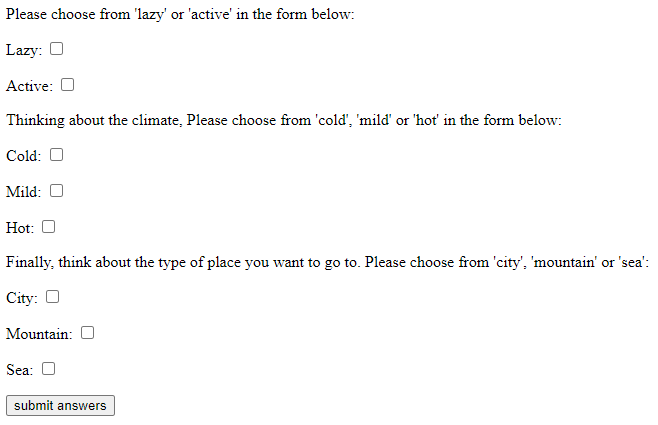 Please choose from 'lazy' or 'active' in the form below:
Lazy:
Active:
Thinking about the climate, Please choose from 'cold', 'mild' or 'hot' in the form below:
Cold:
Mild:
Hot:
Finally, think about the type of place you want to go to. Please choose from 'city', 'mountain' or 'sea':
City:
Mountain:
Sea:
submit answers